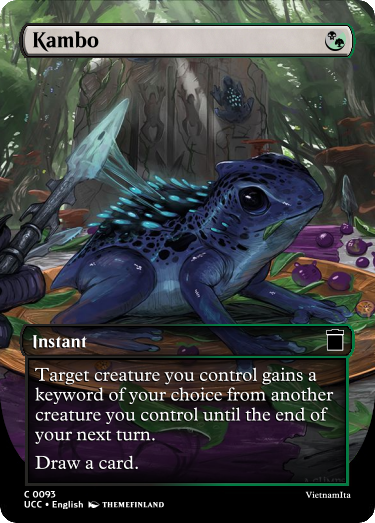 Kambo
Instant
Target creature you control gains a
keyword of your choice from another
creature you control until the end of
your next turn.
Draw a card.
C 0093
UCC • English THEMEFINLAND
VietnamIta